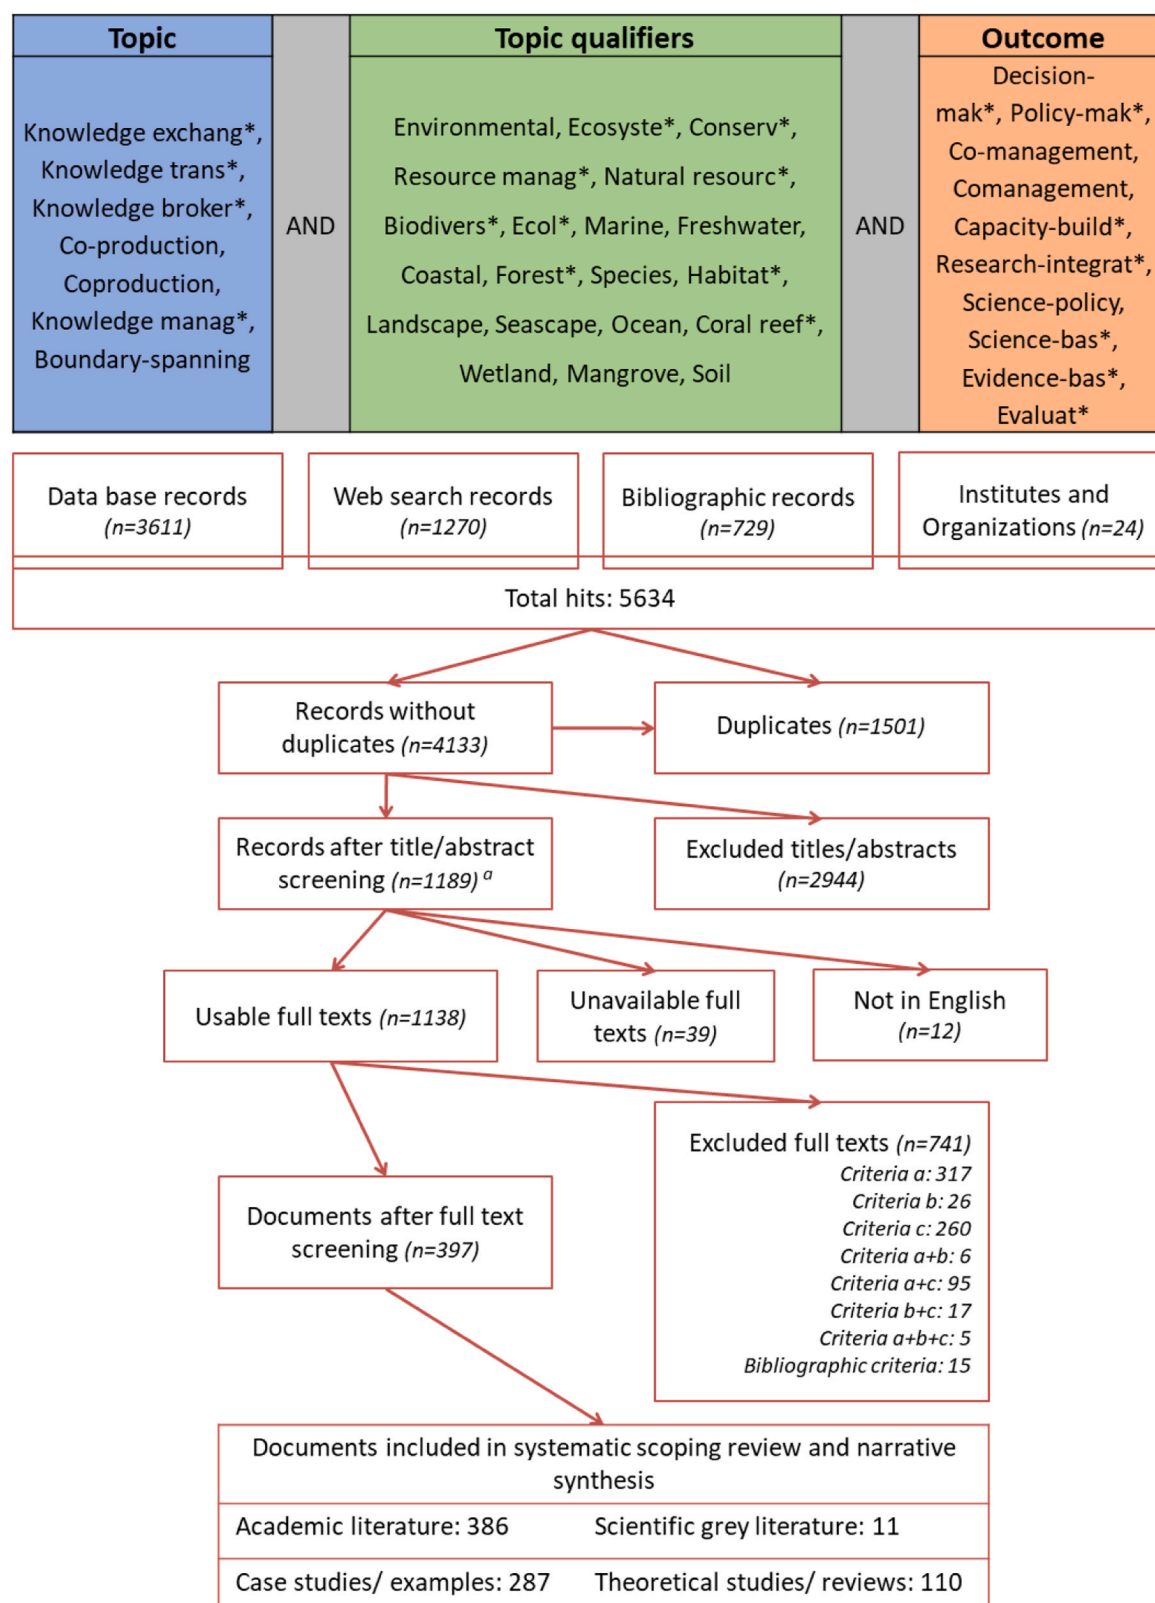 Topic
Knowledge exchang*,
Knowledge trans*,
Knowledge broker*,
Co-production,
Coproduction,
Knowledge manag*,
Boundary-spanning
AND
Topic qualifiers
Environmental, Ecosyste*, Conserv*,
Resource manag*, Natural resourc*,
Biodivers*, Ecol*, Marine, Freshwater,
Coastal, Forest*, Species, Habitat*,
Landscape, Seascape, Ocean, Coral reef*,
Wetland, Mangrove, Soil
AND
Outcome
Decision-
mak*, Policy-mak*,
Co-management,
Comanagement,
Capacity-build*,
Research-integrat*,
Science-policy,
Science-bas*,
Evidence-bas*,
Evaluat*
Data base records
(n=3611)
Web search records
(n=1270)
Bibliographic records
(n=729)
Institutes and
Organizations (n=24)
Total hits: 5634
Records without
duplicates (n=4133)
Duplicates (n=1501)
Records after title/abstract
screening (n=1189) a
Excluded titles/abstracts
(n=2944)
Usable full texts (n=1138)
Unavailable full
texts (n=39)
Not in English
(n=12)
Documents after full text
screening (n=397)
Excluded full texts (n=741)
Criteria a: 317
Criteria b: 26
Criteria c: 260
Criteria a+b: 6
Criteria a+c: 95
Criteria b+c: 17
Criteria a+b+c: 5
Bibliographic criteria: 15
Documents included in systematic scoping review and narrative
synthesis
Academic literature: 386 Scientific grey literature: 11
Case studies/ examples: 287 Theoretical studies/ reviews: 110